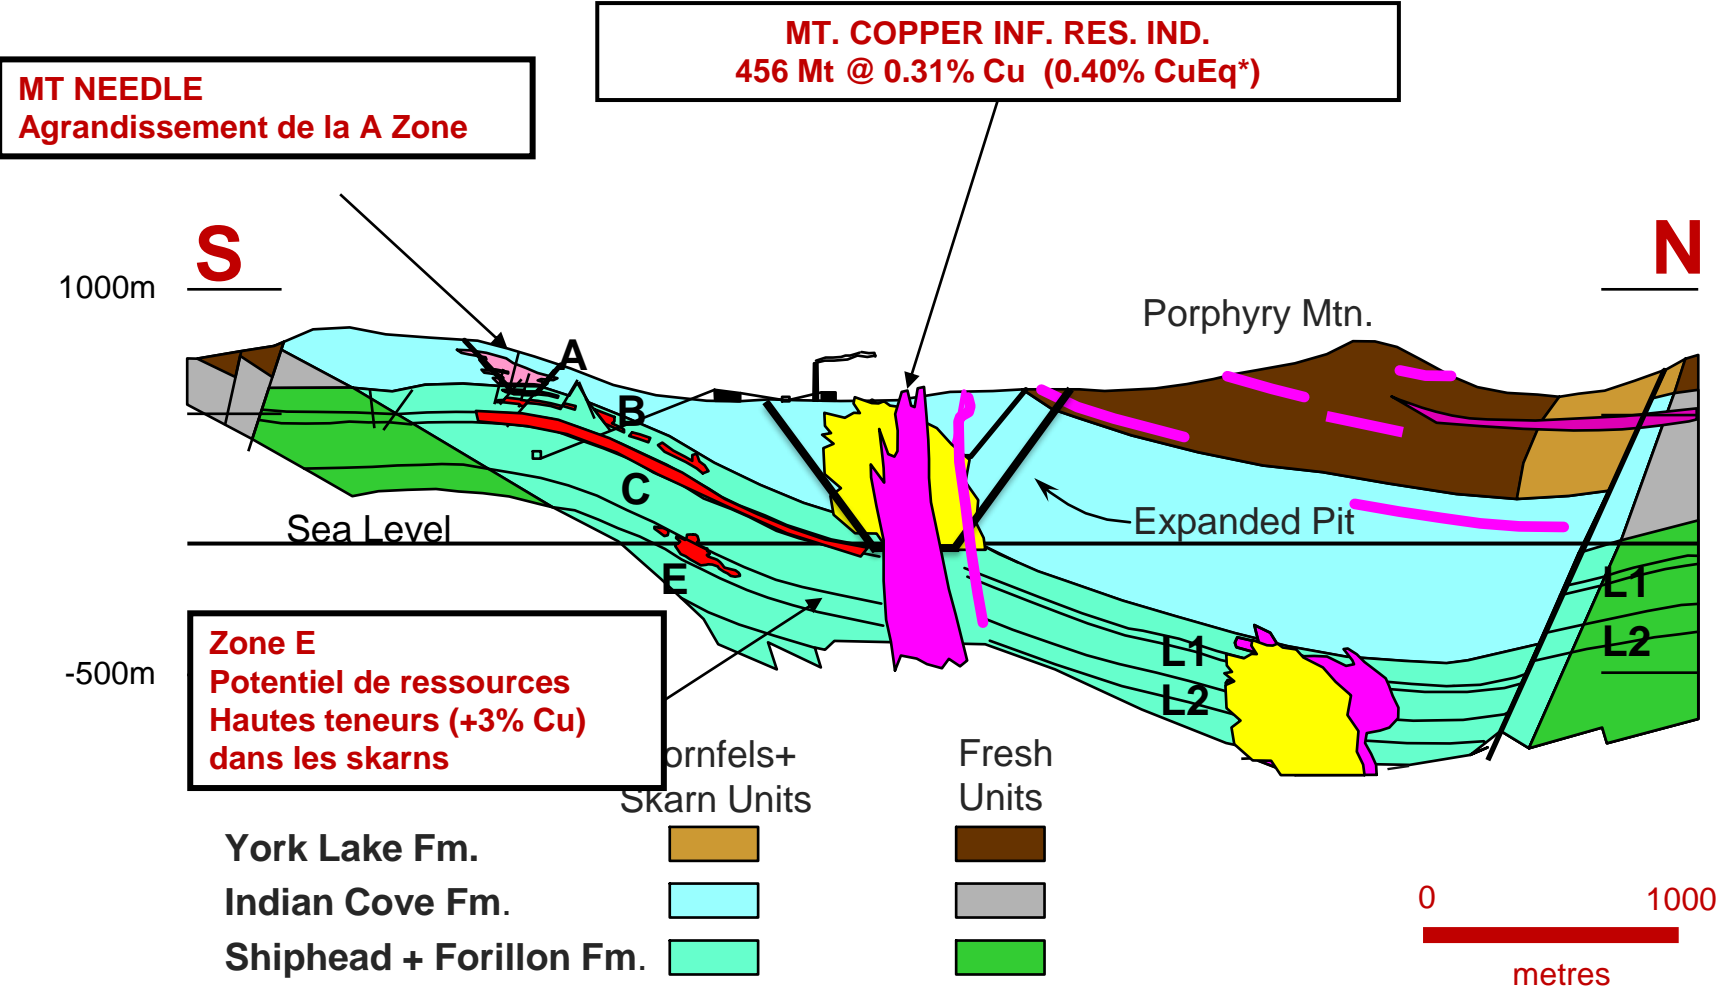 MT. COPPER INF. RES. IND.
456 Mt @ 0.31% Cu (0.40% CuEq*)
MT NEEDLE
Agrandissement de la A Zone
S
N
1000m
Porphyry Mtn.
A
B
C
Sea Level
Expanded Pit
E
L1
L2
L1
L2
-500m
Zone E
Potentiel de ressources
Hautes teneurs (+3% Cu)
dans les skarns
ornfels+
Skarn Units
Fresh
Units
York Lake Fm.
Indian Cove Fm.
Shiphead + Forillon Fm.
0 1000
metres